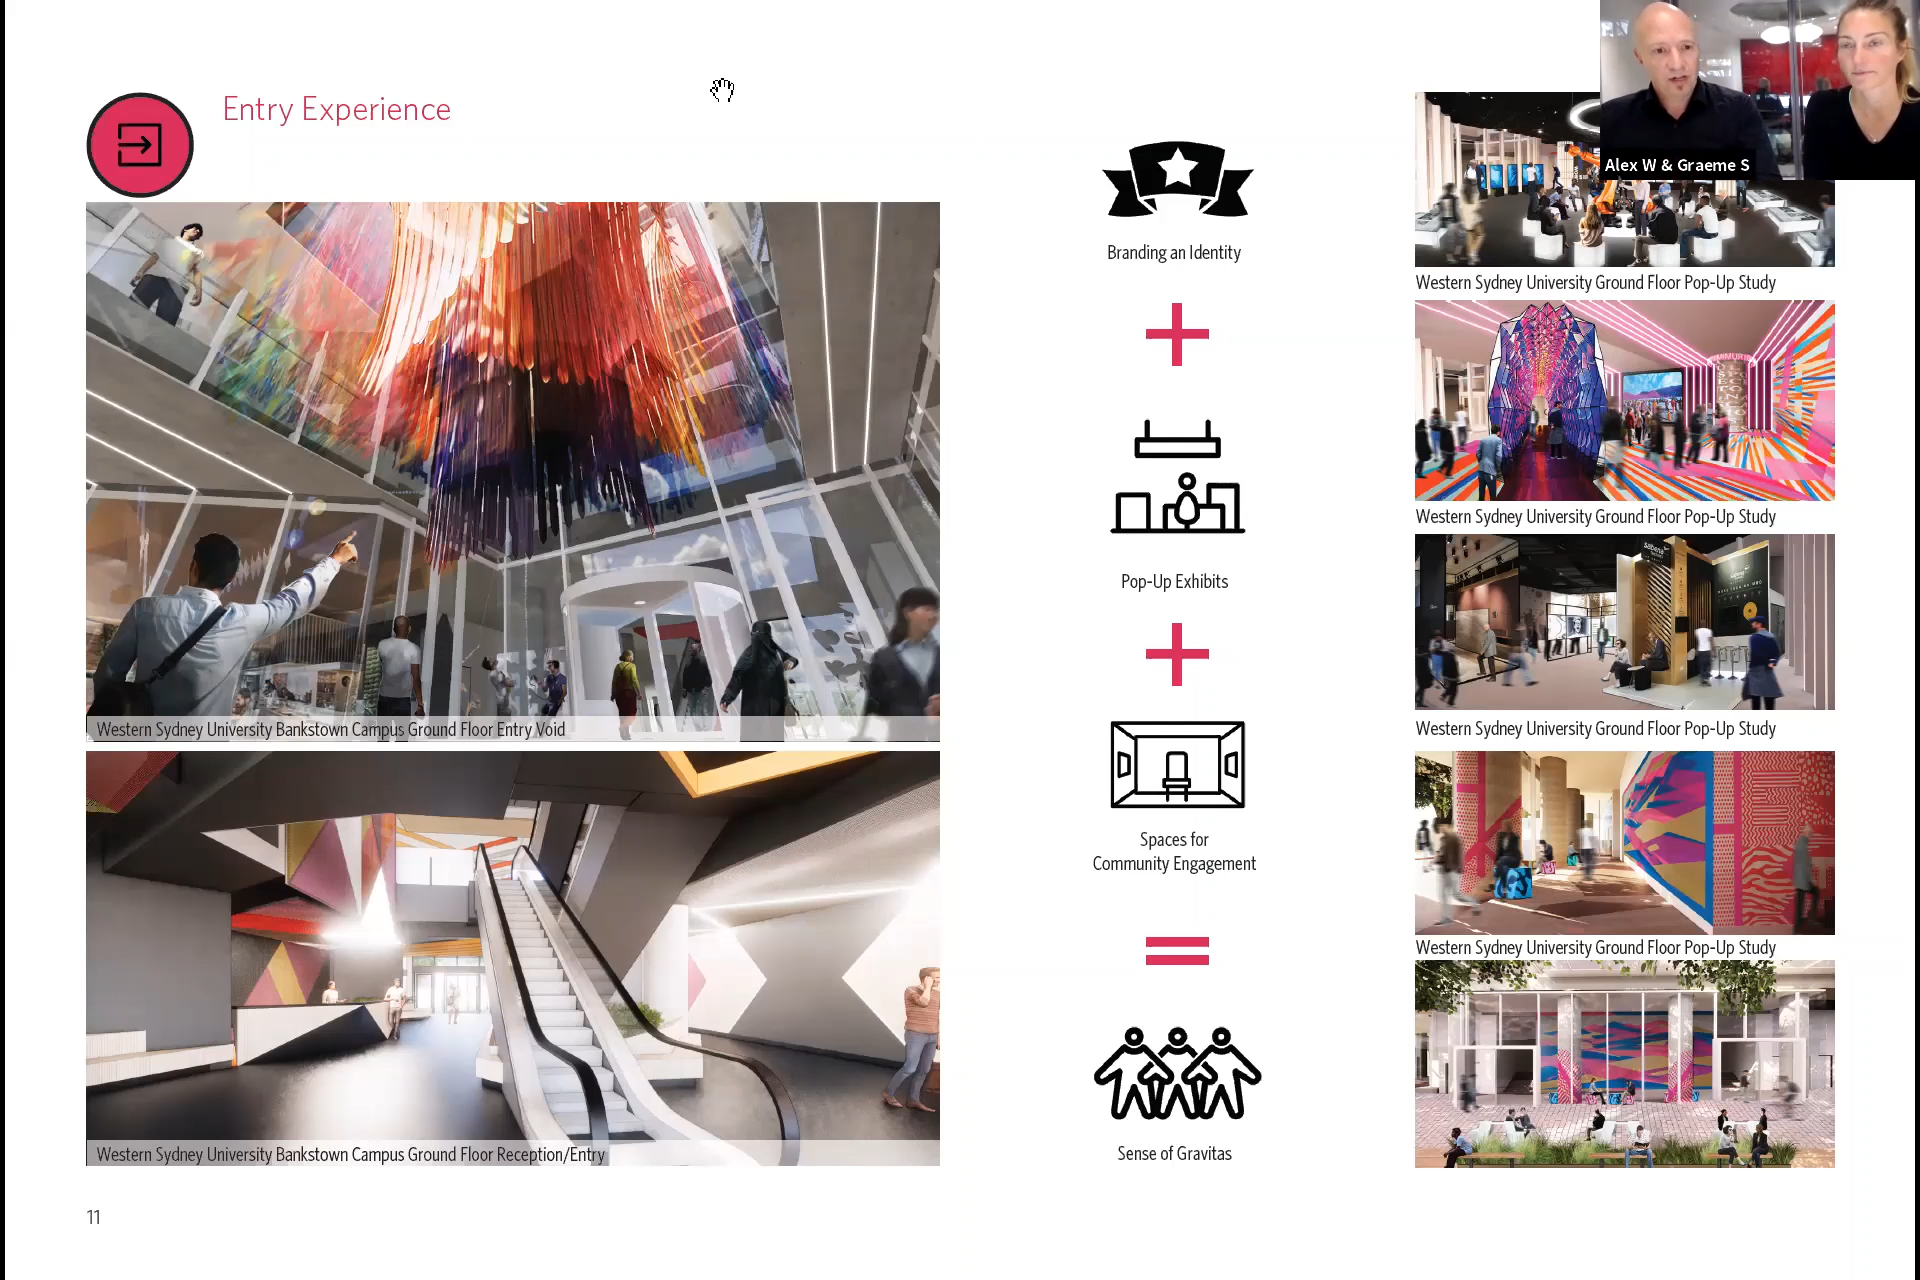 Entry Experience
Alex W & Graeme S
Western Sydney University Bankstown Campus Ground Floor Entry Void
Western Sydney University Bankstown Campus Ground Floor Reception/Entry
Branding an Identity
Pop-Up Exhibits
Spaces for
Community Engagement
Sense of Gravitas
Western Sydney University Ground Floor Pop-Up Study
Western Sydney University Ground Floor Pop-Up Study
Western Sydney University Ground Floor Pop-Up Study
Western Sydney University Ground Floor Pop-Up Study
11